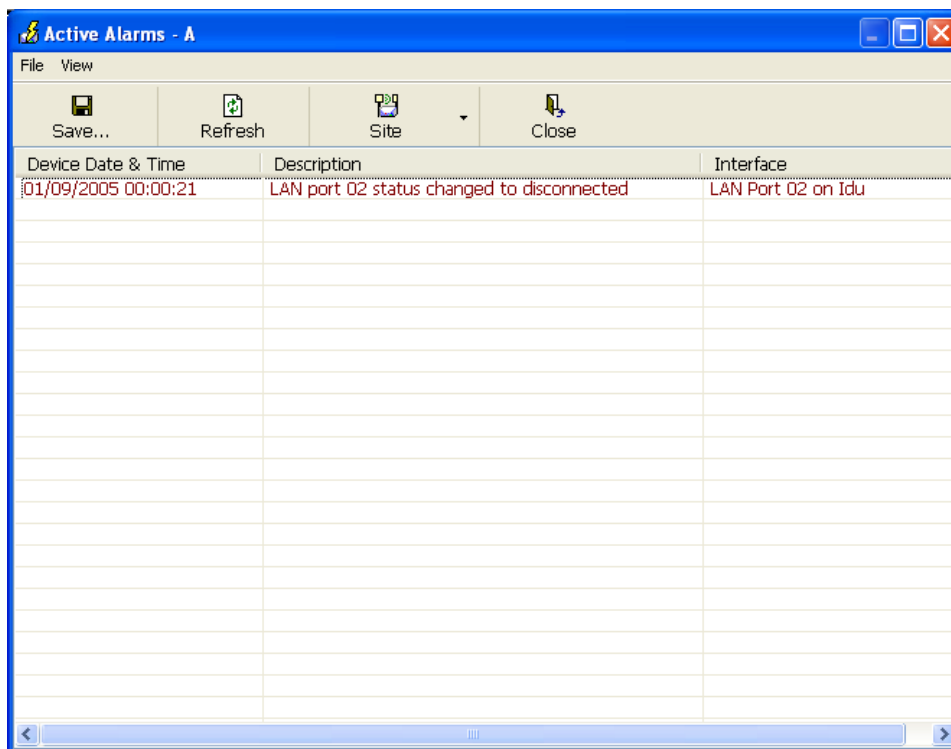 Active Alarms - A
File View
Save... Refresh Site Close
Device Date & Time Description Interface
01/09/2005 00:00:21 LAN port 02 status changed to disconnected LAN Port 02 on Idu